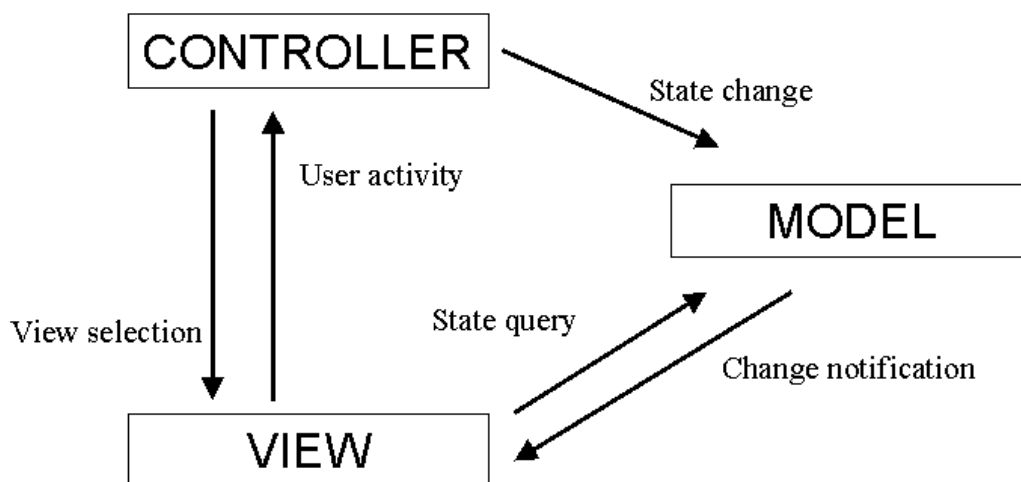 CONTROLLER
State change
User activity
MODEL
View selection
State query
Change notification
VIEW